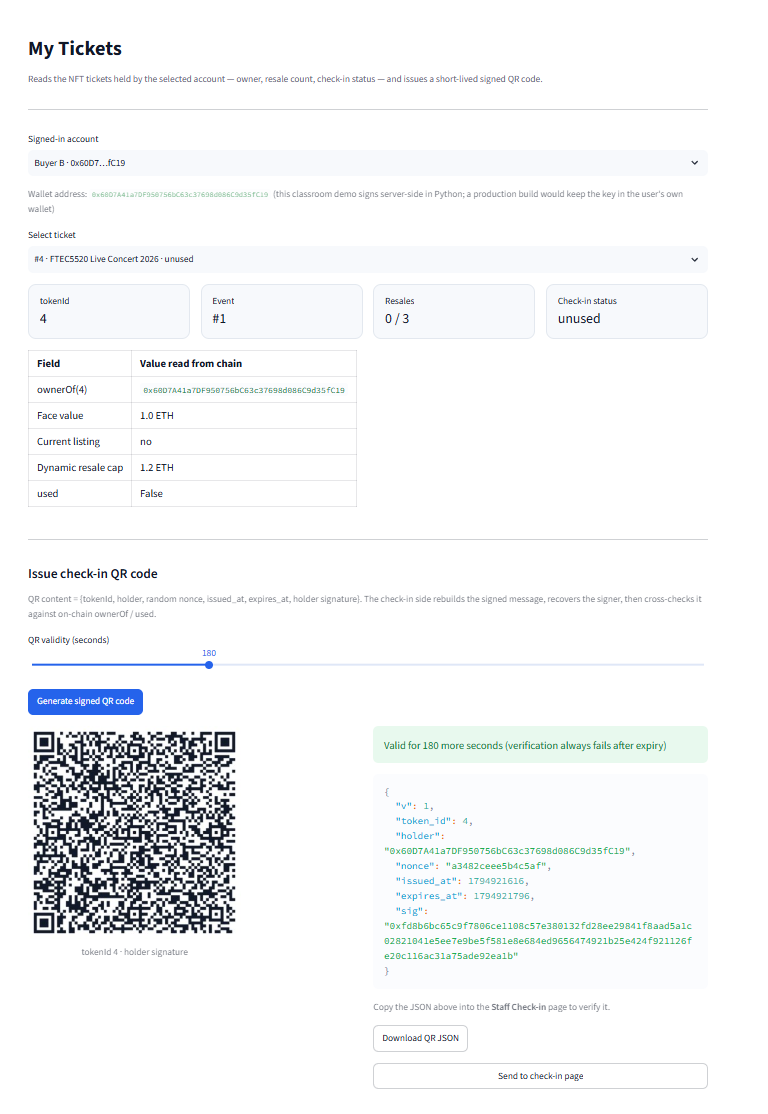 My Tickets
Reads the NFT tickets held by the selected account — owner, resale count, check-in status — and issues a short-lived signed QR code.
Signed-in account
Buyer B · 0x60D7…fC19
Wallet address: 0x60D7A41a7DF950756bC63c37698d086C9d35fC19 (this classroom demo signs server-side in Python; a production build would keep the key in the user's own
wallet)
Select ticket
#4 · FTEC5520 Live Concert 2026 · unused
tokenId
4
Event
#1
Resales
0 / 3
Check-in status
unused
Field Value read from chain
ownerOf(4) 0x60D7A41a7DF950756bC63c37698d086C9d35fC19
Face value 1.0 ETH
Current listing no
Dynamic resale cap 1.2 ETH
used False
Issue check-in QR code
QR content = {tokenId, holder, random nonce, issued_at, expires_at, holder signature}. The check-in side rebuilds the signed message, recovers the signer, then cross-checks it
against on-chain ownerOf / used.
QR validity (seconds)
180
Generate signed QR code
tokenId 4 · holder signature
Valid for 180 more seconds (verification always fails after expiry)
{
"v": 1,
"token_id": 4,
"holder":
"0x60D7A41a7DF950756bC63c37698d086C9d35fC19",
"nonce": "a3482ceee5b4c5af",
"issued_at": 1794921616,
"expires_at": 1794921796,
"sig":
"0xfd8b6bc65c9f7806ce1108c57e380132fd28ee29841f8aad5a1c
02821041e5ee7e9be5f581e8e684ed9656474921b25e424f921126f
e20c116ac31a75ade92ea1b"
}
Copy the JSON above into the Staff Check-in page to verify it.
Download QR JSON
Send to check-in page